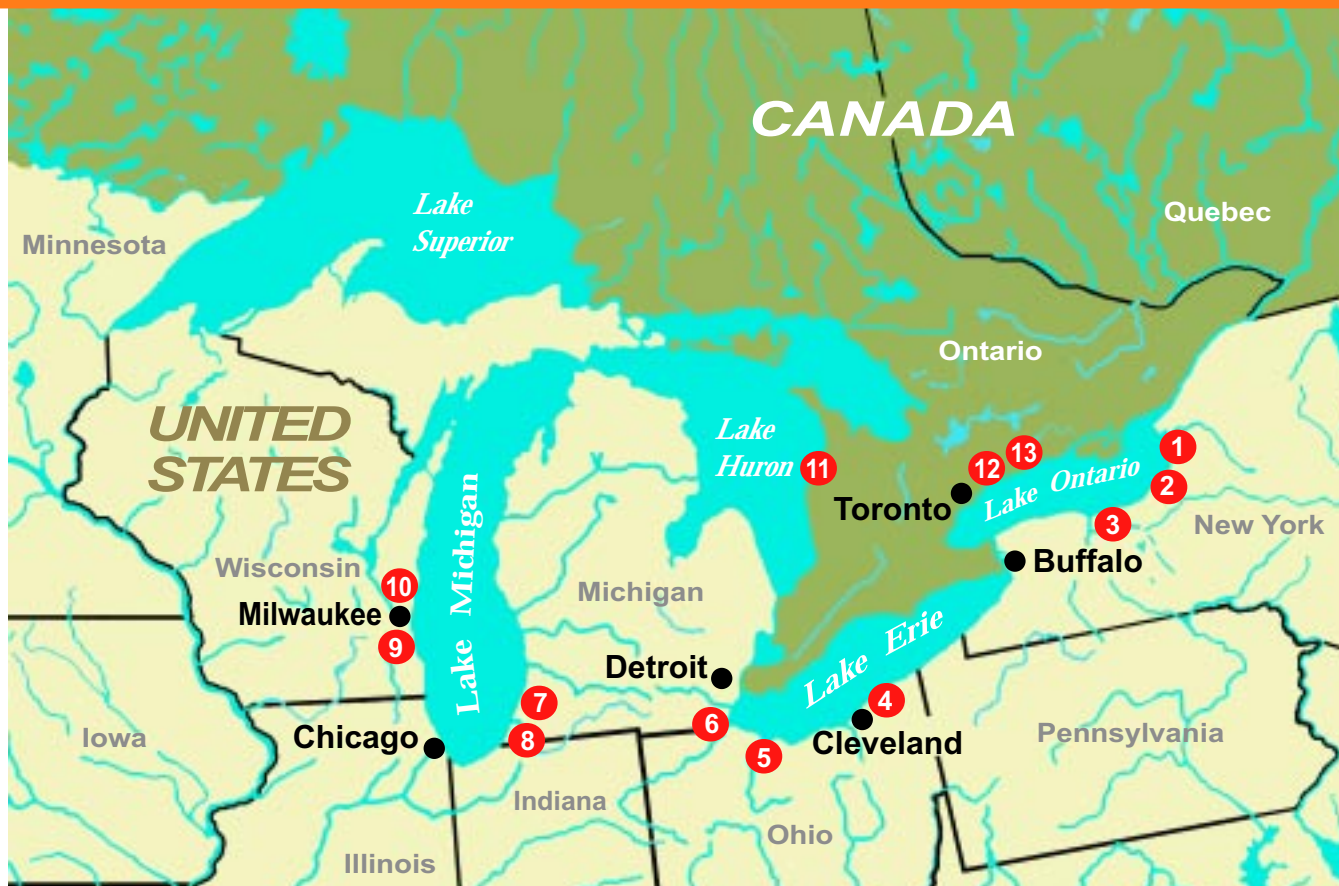 CANADA
Quebec
Lake
Superior
Minnesota
Ontario
UNITED
STATES
Lake
Huron
11
12
13
1
Toronto
Lake Ontario
2
New York
3
Lake Michigan
Wisconsin
10
Milwaukee
9
Michigan
Buffalo
Detroit
Lake Erie
7
6
4
Iowa
Chicago
8
5
Cleveland
Pennsylvania
Indiana
Ohio
Illinois